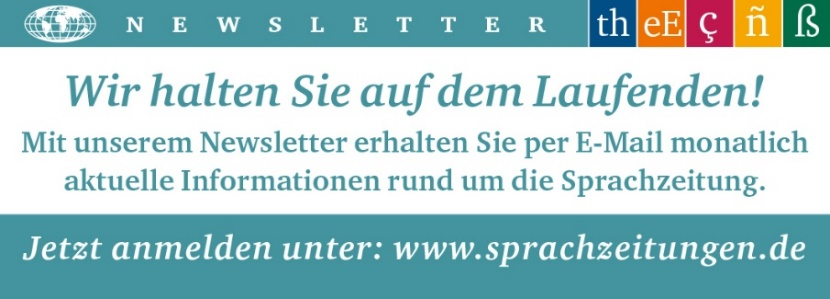 NEWSLETTER th eE ç ñ ß
Wir halten Sie auf dem Laufenden!
Mit unserem Newsletter erhalten Sie per E-Mail monatlich
aktuelle Informationen rund um die Sprachzeitung.
Jetzt anmelden unter: www.sprachzeitungen.de